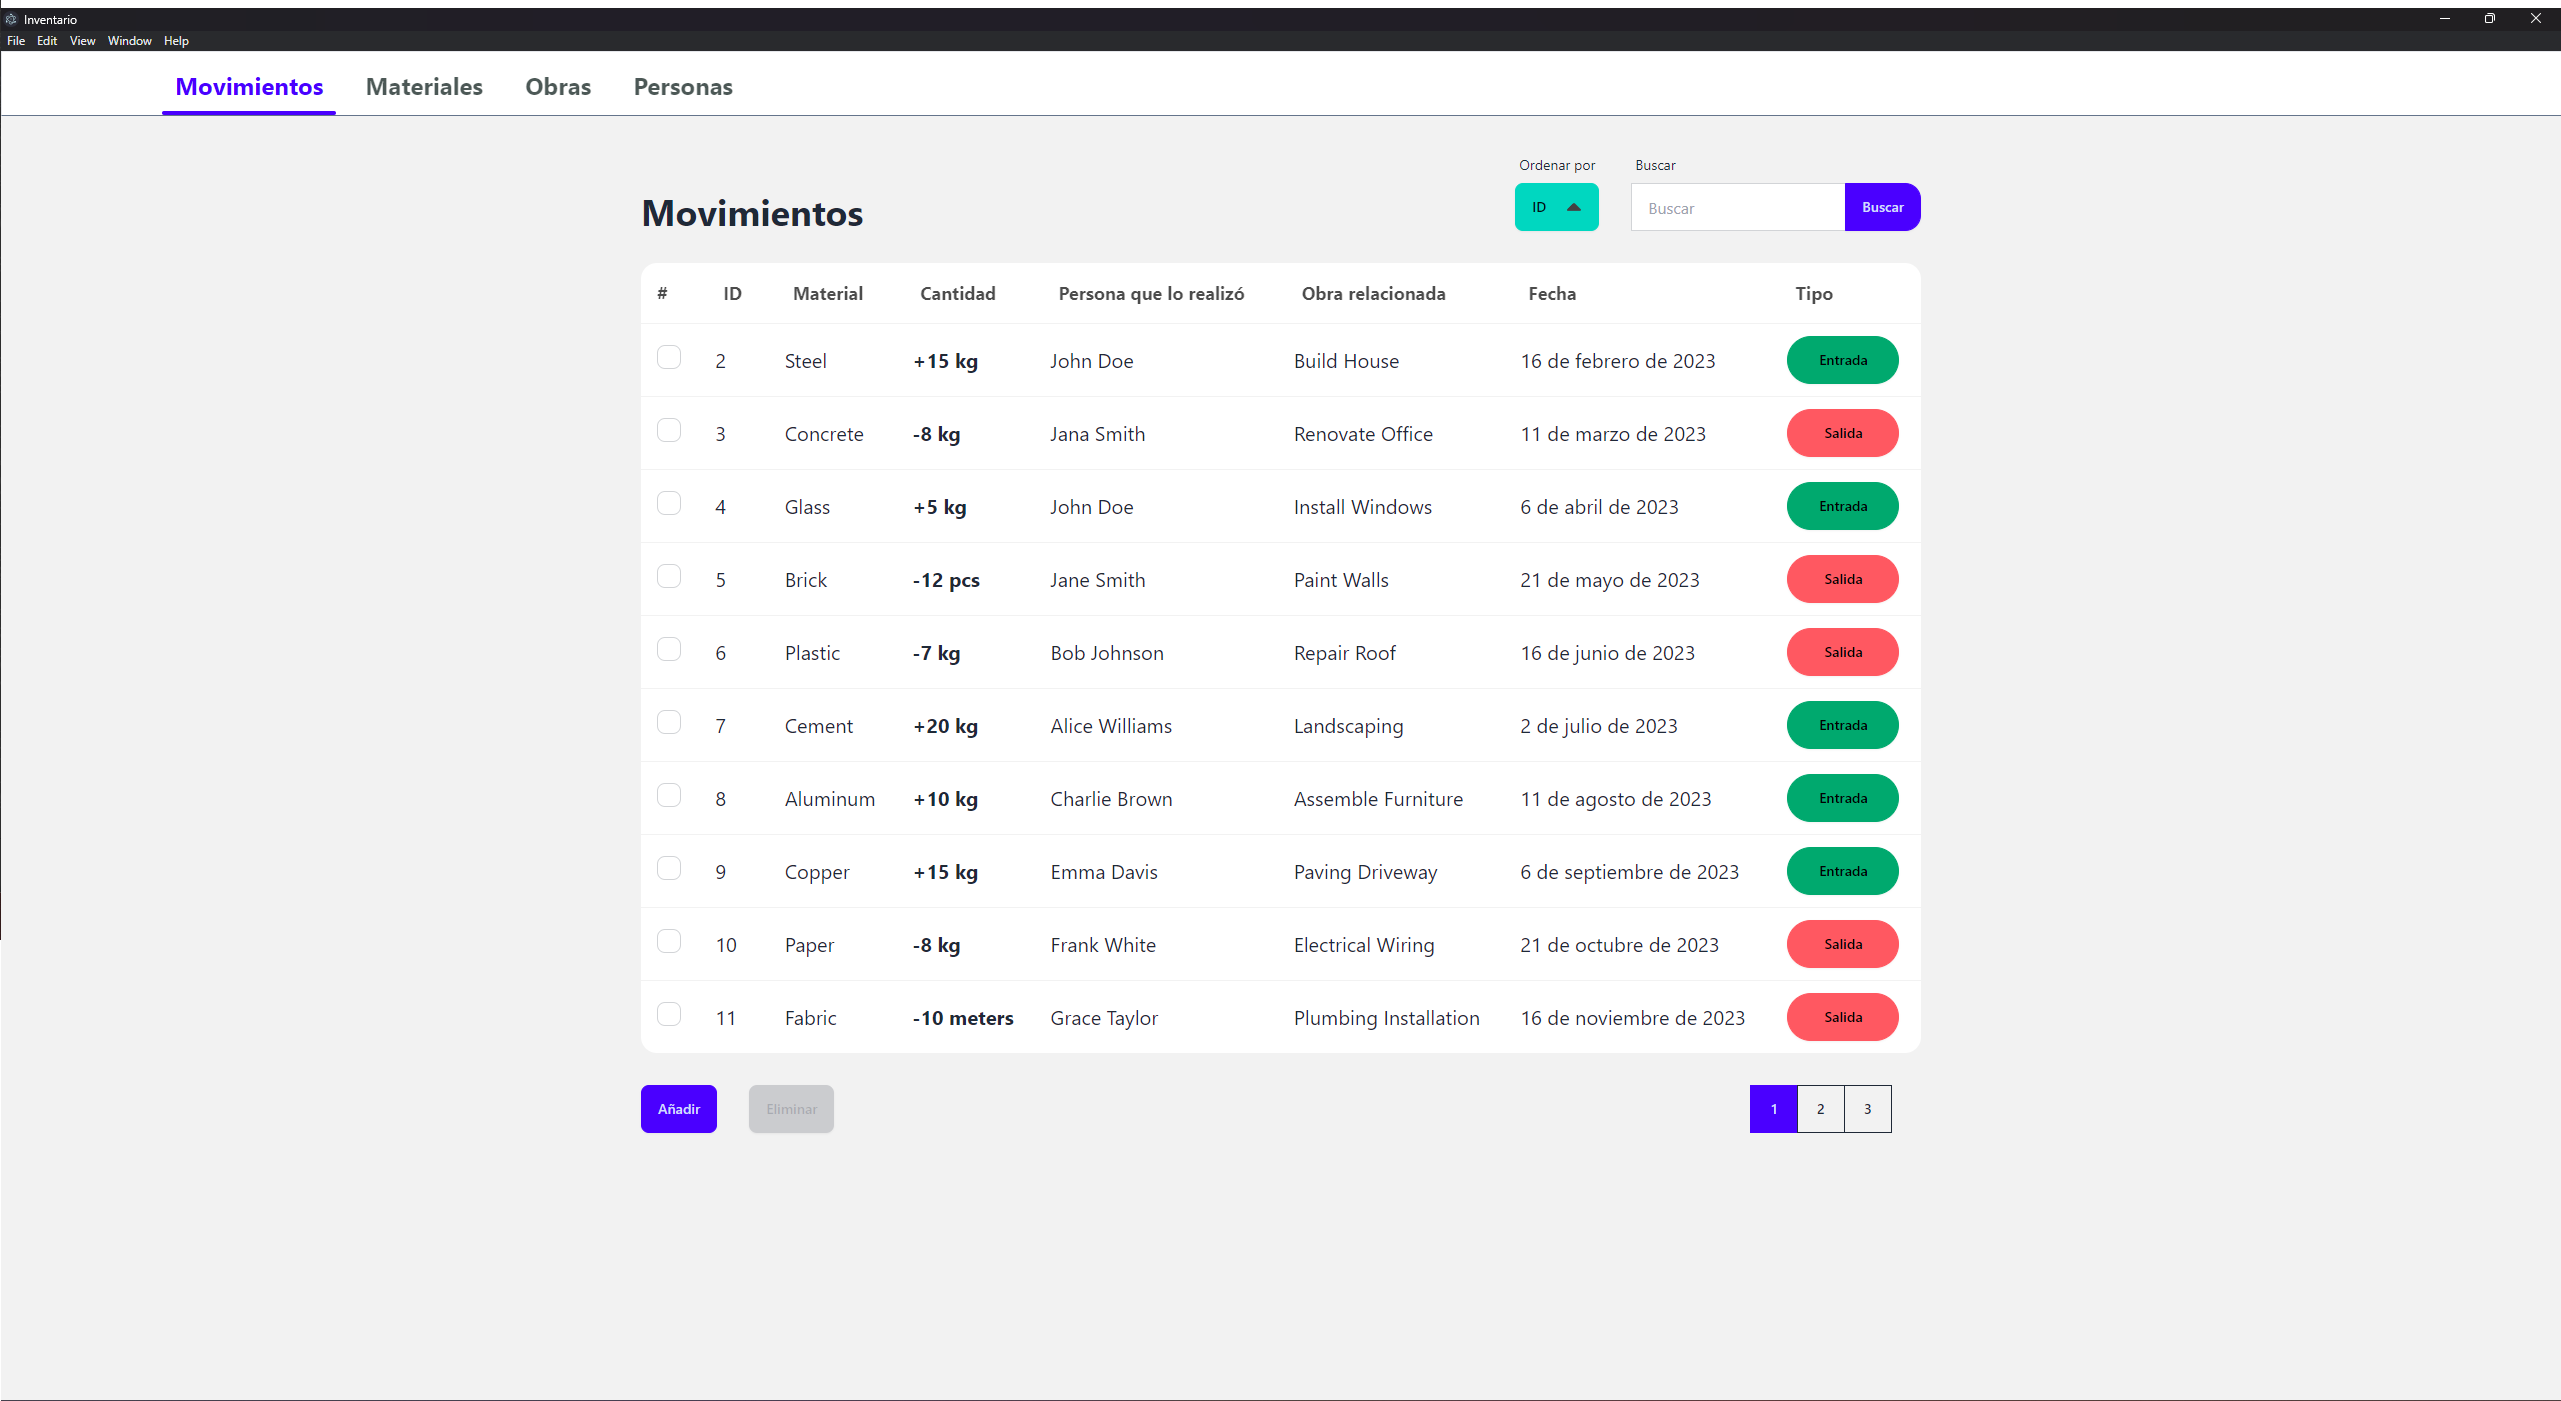 Inventario
File Edit View Window Help
Movimientos Materiales Obras Personas
Ordenar por Buscar
Movimientos ID Buscar Buscar
# ID Material Cantidad Persona que lo realizó Obra relacionada Fecha Tipo
2 Steel +15 kg John Doe Build House 16 de febrero de 2023 Entrada
3 Concrete -8 kg Jana Smith Renovate Office 11 de marzo de 2023 Salida
4 Glass +5 kg John Doe Install Windows 6 de abril de 2023 Entrada
5 Brick -12 pcs Jane Smith Paint Walls 21 de mayo de 2023 Salida
6 Plastic -7 kg Bob Johnson Repair Roof 16 de junio de 2023 Salida
7 Cement +20 kg Alice Williams Landscaping 2 de julio de 2023 Entrada
8 Aluminum +10 kg Charlie Brown Assemble Furniture 11 de agosto de 2023 Entrada
9 Copper +15 kg Emma Davis Paving Driveway 6 de septiembre de 2023 Entrada
10 Paper -8 kg Frank White Electrical Wiring 21 de octubre de 2023 Salida
11 Fabric -10 meters Grace Taylor Plumbing Installation 16 de noviembre de 2023 Salida
Añadir Eliminar 1 2 3